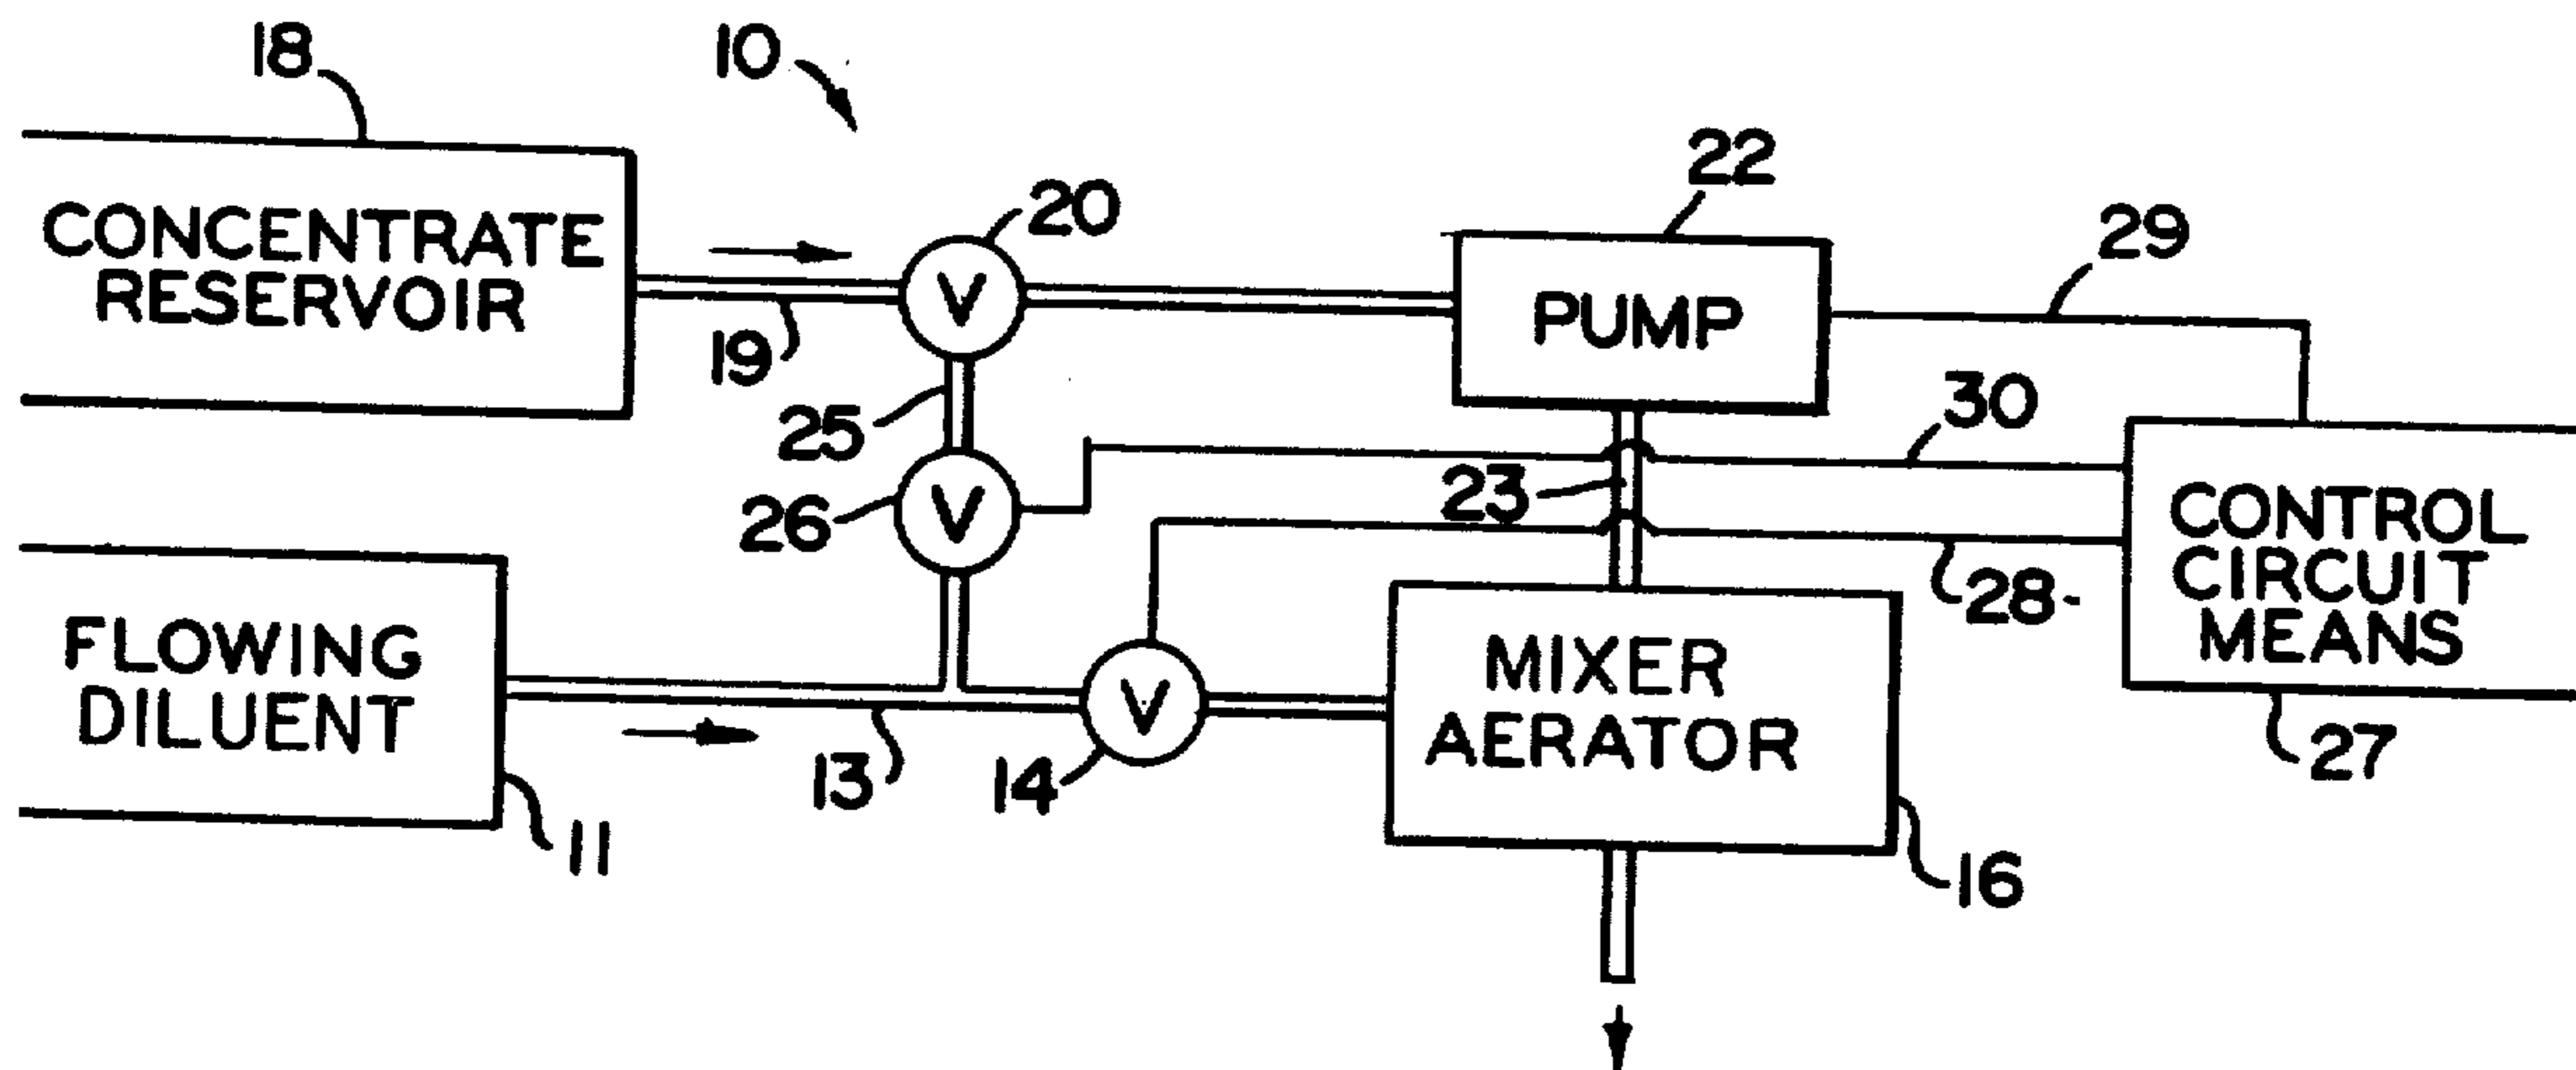 18
10
20
22
29
CONCENTRATE
RESERVOIR
V
PUMP
19
25
30
26
V
23
CONTROL
CIRCUIT
MEANS
28
FLOWING
DILUENT
MIXER
AERATOR
V
13
14
27
11
16